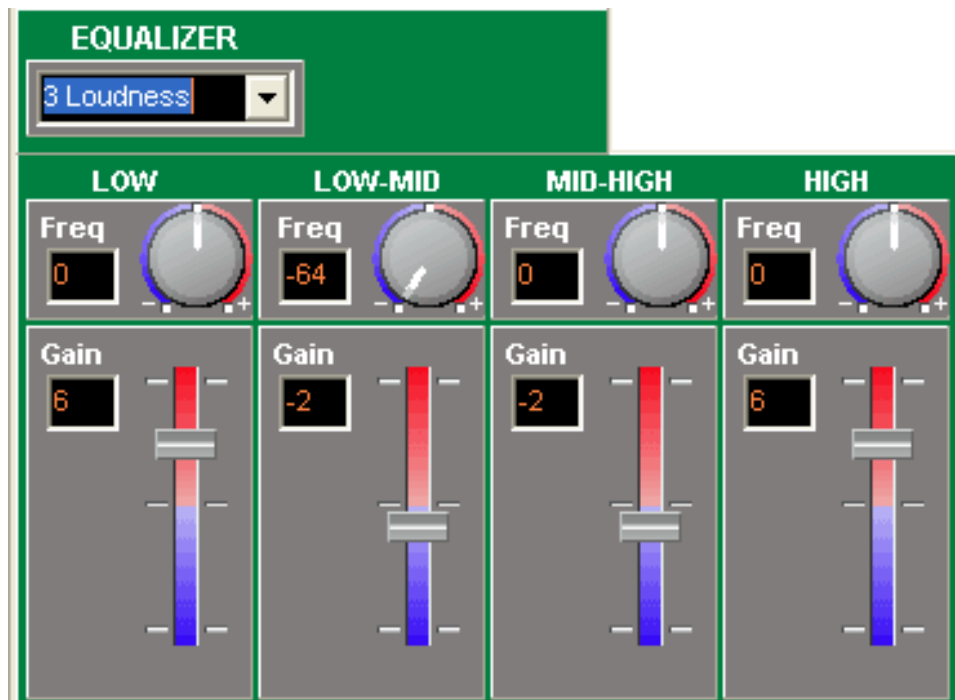 EQUALIZER
3 Loudness
LOW LOW-MID MID-HIGH HIGH
Freq Freq Freq Freq
0 -64 0 0
- + - + - + - +
Gain Gain Gain Gain
6 -2 -2 6